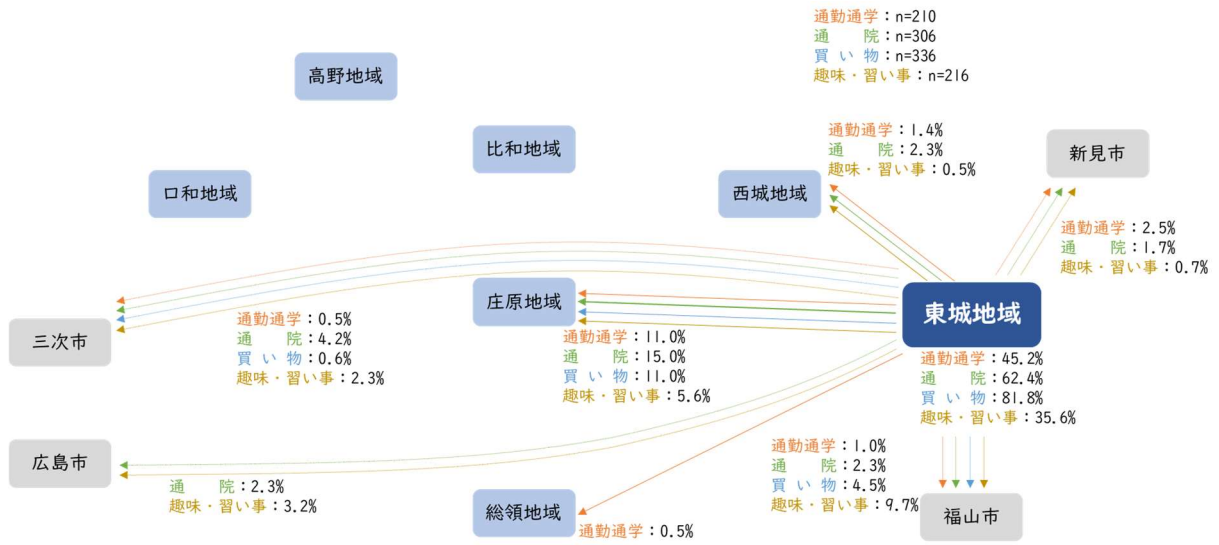 通勤通学：n=210
通　　院：n=306
買 い 物：n=336
趣味・習い事：n=216
高野地域
比和地域
口和地域
通勤通学：1.4%
通　　院：2.3%
趣味・習い事：0.5%
西城地域
新見市
通勤通学：2.5%
通　　院：1.7%
趣味・習い事：0.7%
庄原地域
東城地域
三次市
通勤通学：0.5%
通　　院：4.2%
買 い 物：0.6%
趣味・習い事：2.3%
通勤通学：11.0%
通　　院：15.0%
買 い 物：11.0%
趣味・習い事：5.6%
通勤通学：45.2%
通　　院：62.4%
買 い 物：81.8%
趣味・習い事：35.6%
広島市
通　　院：2.3%
趣味・習い事：3.2%
総領地域
通勤通学：0.5%
通勤通学：1.0%
通　　院：2.3%
買 い 物：4.5%
趣味・習い事：9.7%
福山市